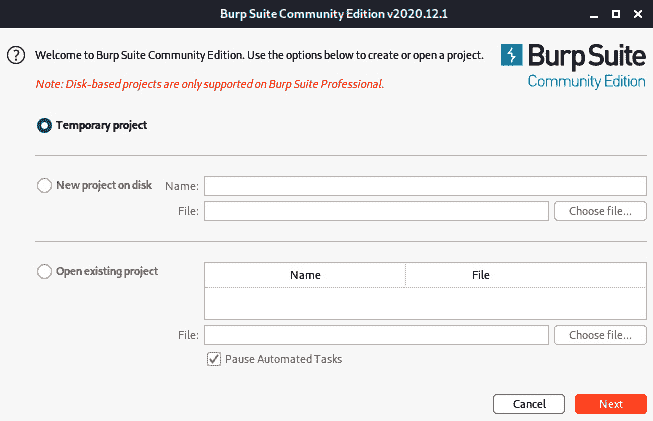 Burp Suite Community Edition v2020.12.1
Welcome to Burp Suite Community Edition. Use the options below to create or open a project.
Note: Disk-based projects are only supported on Burp Suite Professional.
Burp Suite
Community Edition
Temporary project
New project on disk Name:
File: Choose file...
Open existing project Name File
File: Choose file...
Pause Automated Tasks
Cancel Next